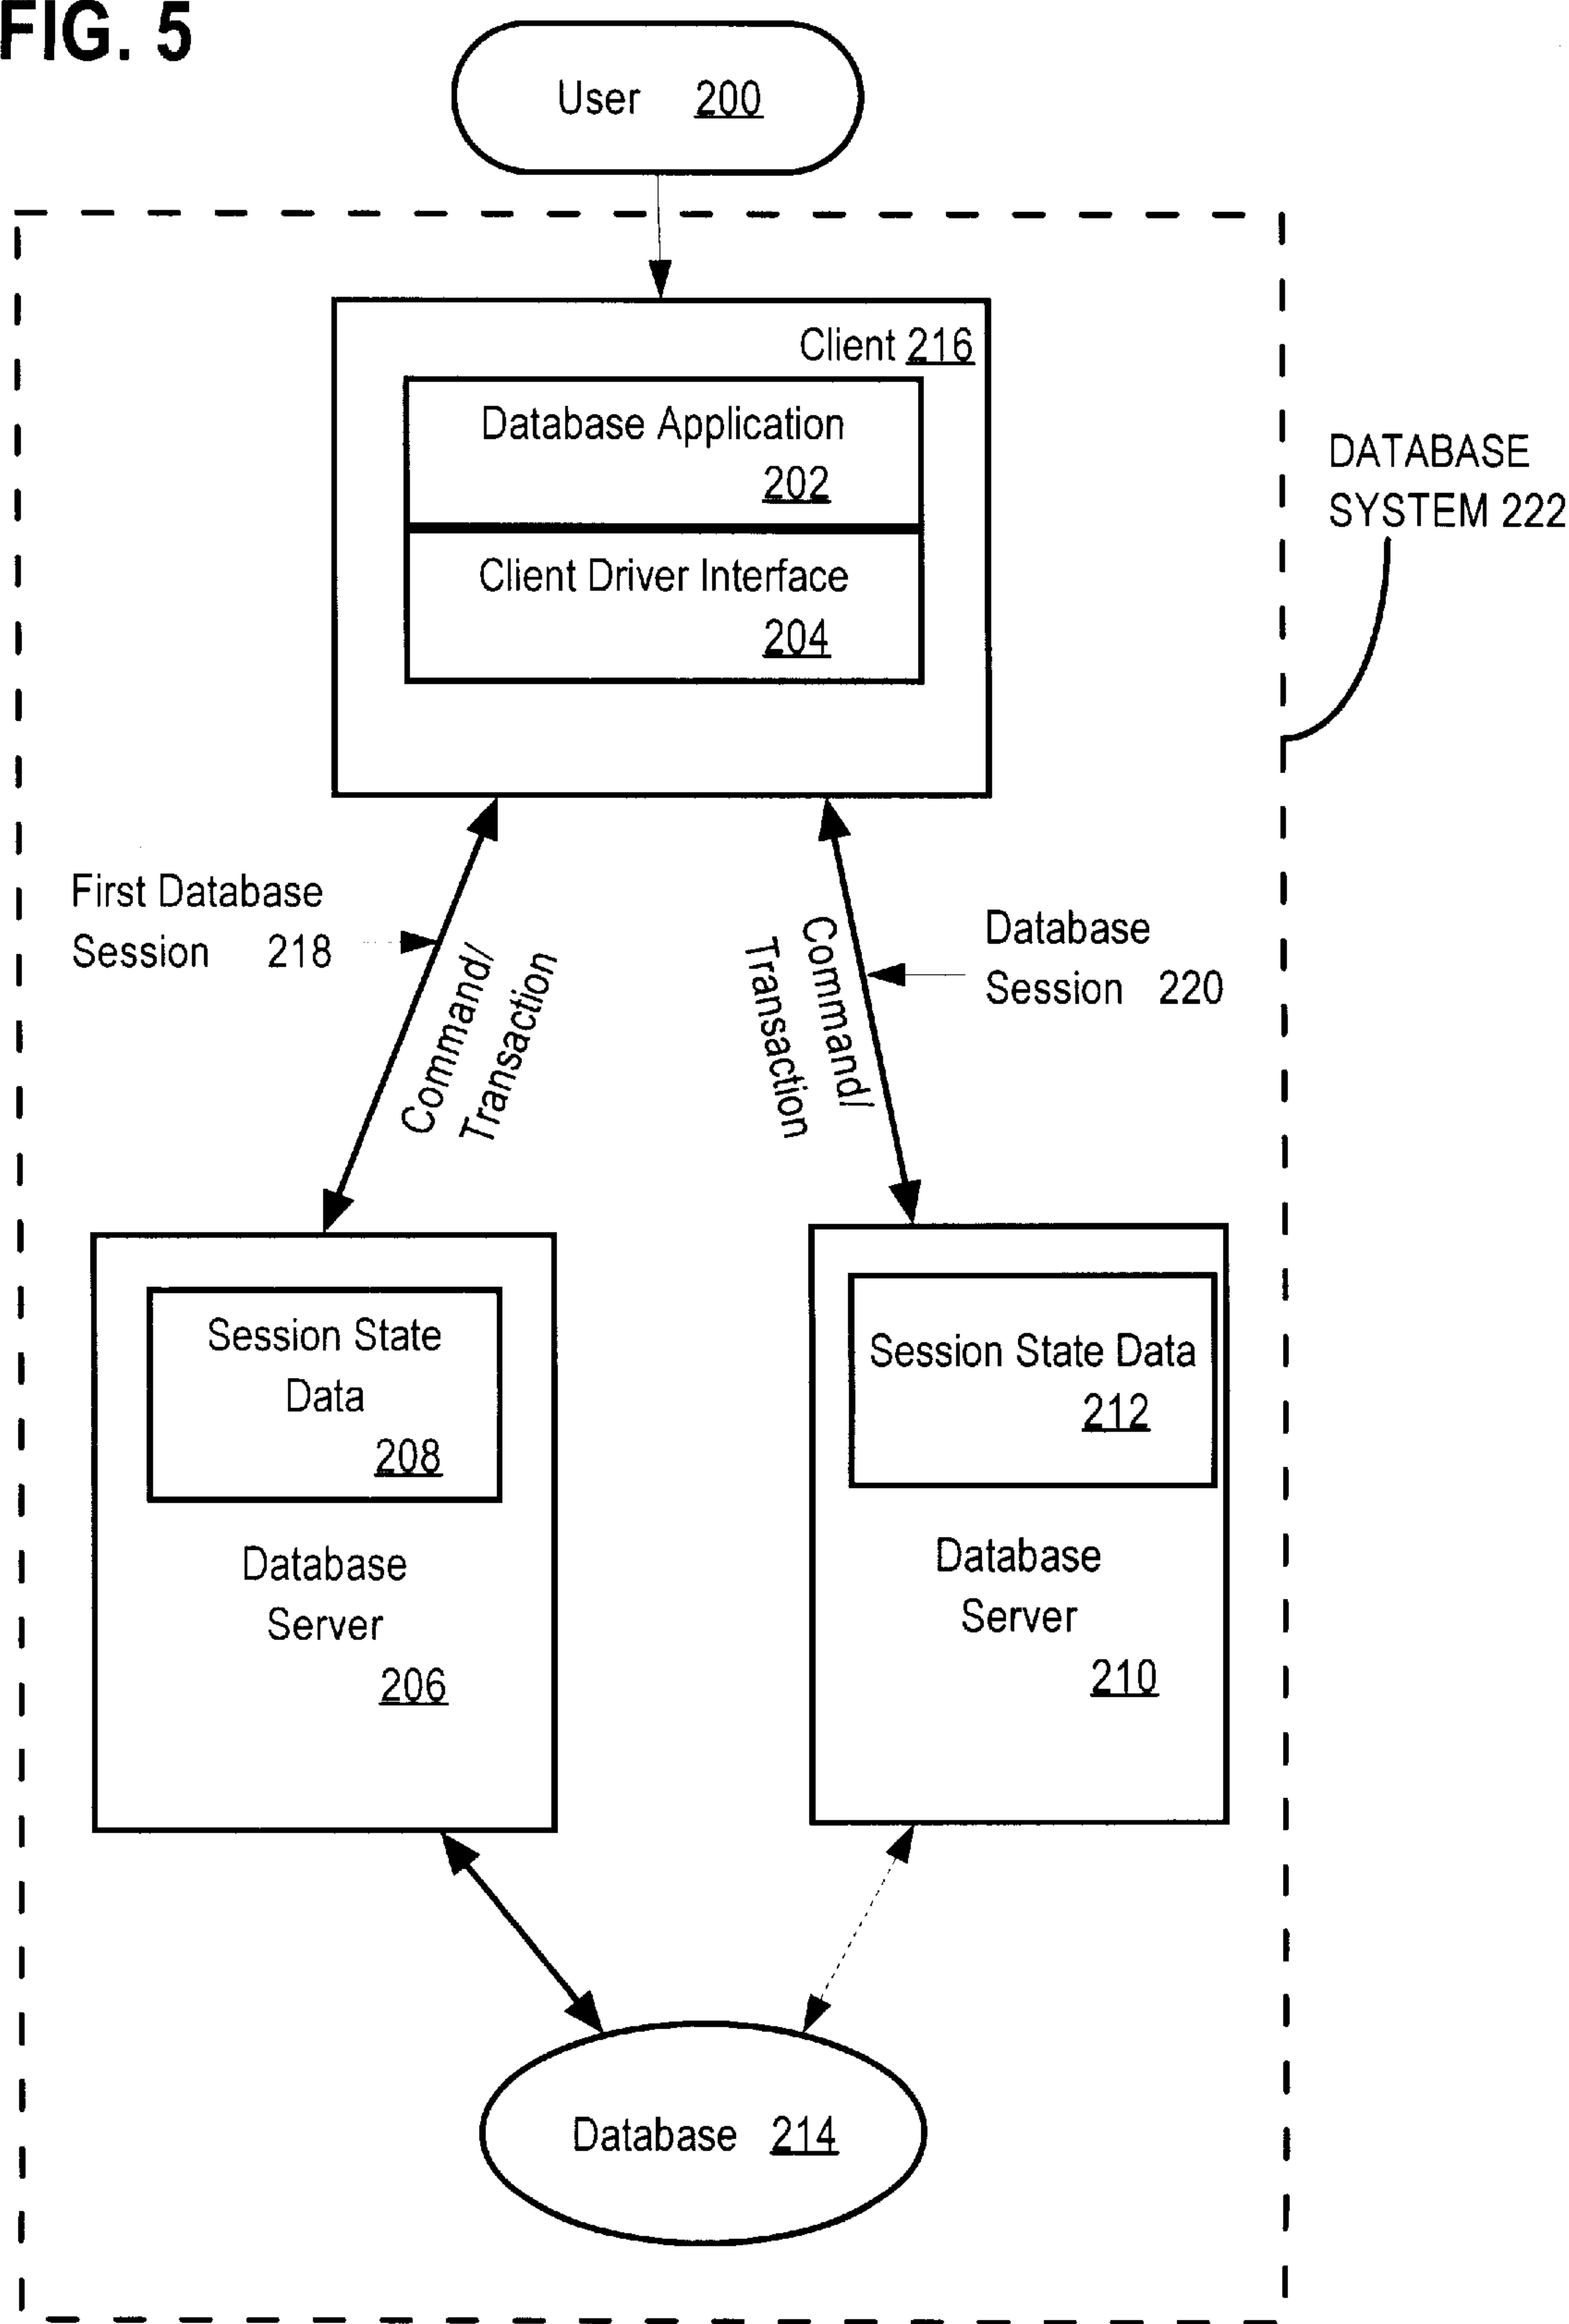 FIG. 5
User 200
Client 216
Database Application
202
Client Driver Interface
204
DATABASE
SYSTEM 222
First Database
Session 218
Command/
Transaction
Command/
Transaction
Database
Session 220
Session State
Data
208
Database
Server
206
Session State Data
212
Database
Server
210
Database 214